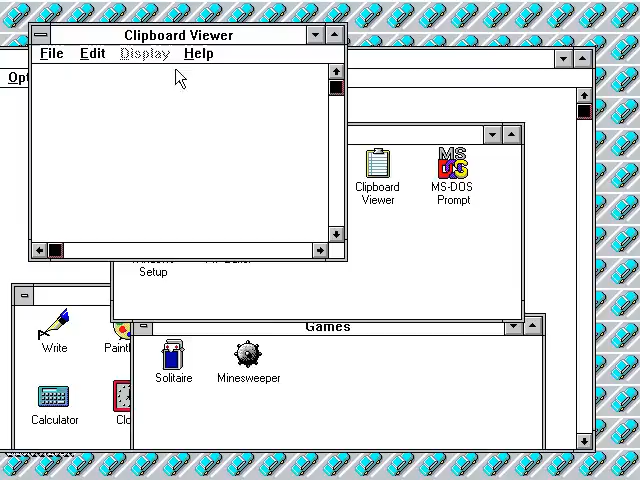 Clipboard Viewer
File Edit Display Help
Opt
Clipboard
Viewer
MS
DOS
MS-DOS
Prompt
Setup
Games
Write
Paint
Solitaire
Minesweeper
Calculator
Clo